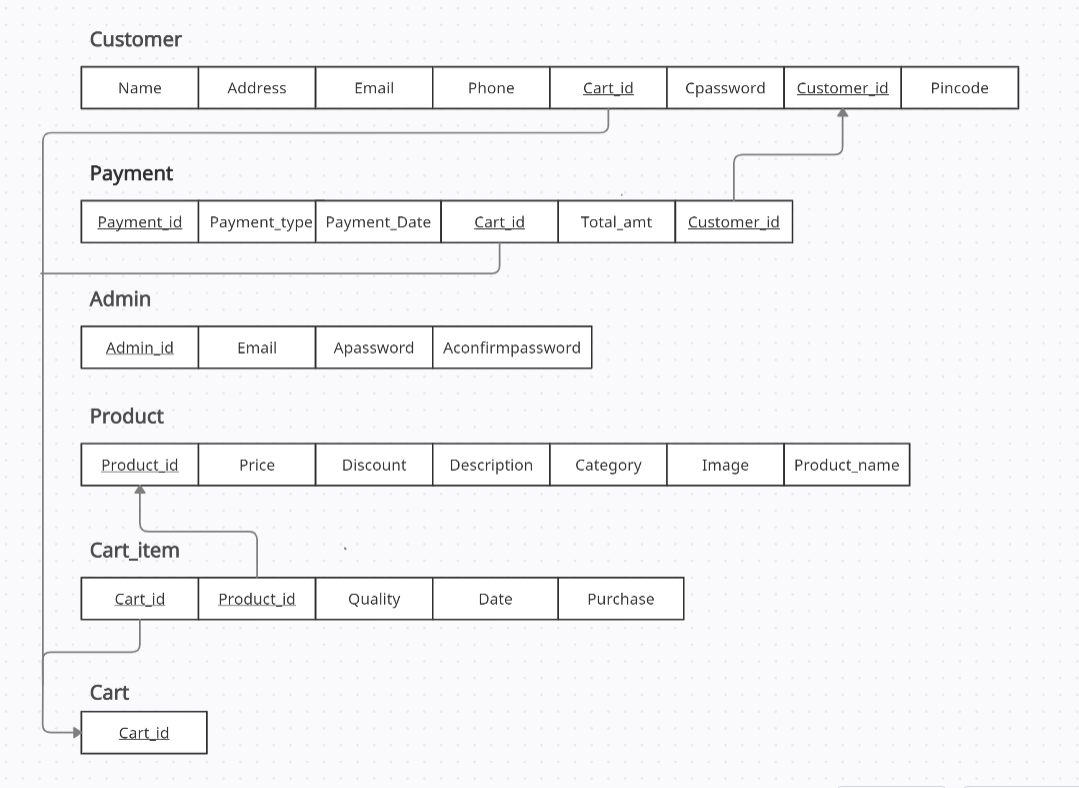 Customer
Name Address Email Phone Cart_id Cpassword Customer_id Pincode
Payment
Payment_id Payment_type Payment_Date Cart_id Total_amt Customer_id
Admin
Admin_id Email Apassword Aconfirmpassword
Product
Product_id Price Discount Description Category Image Product_name
Cart_item
Cart_id Product_id Quality Date Purchase
Cart
Cart_id